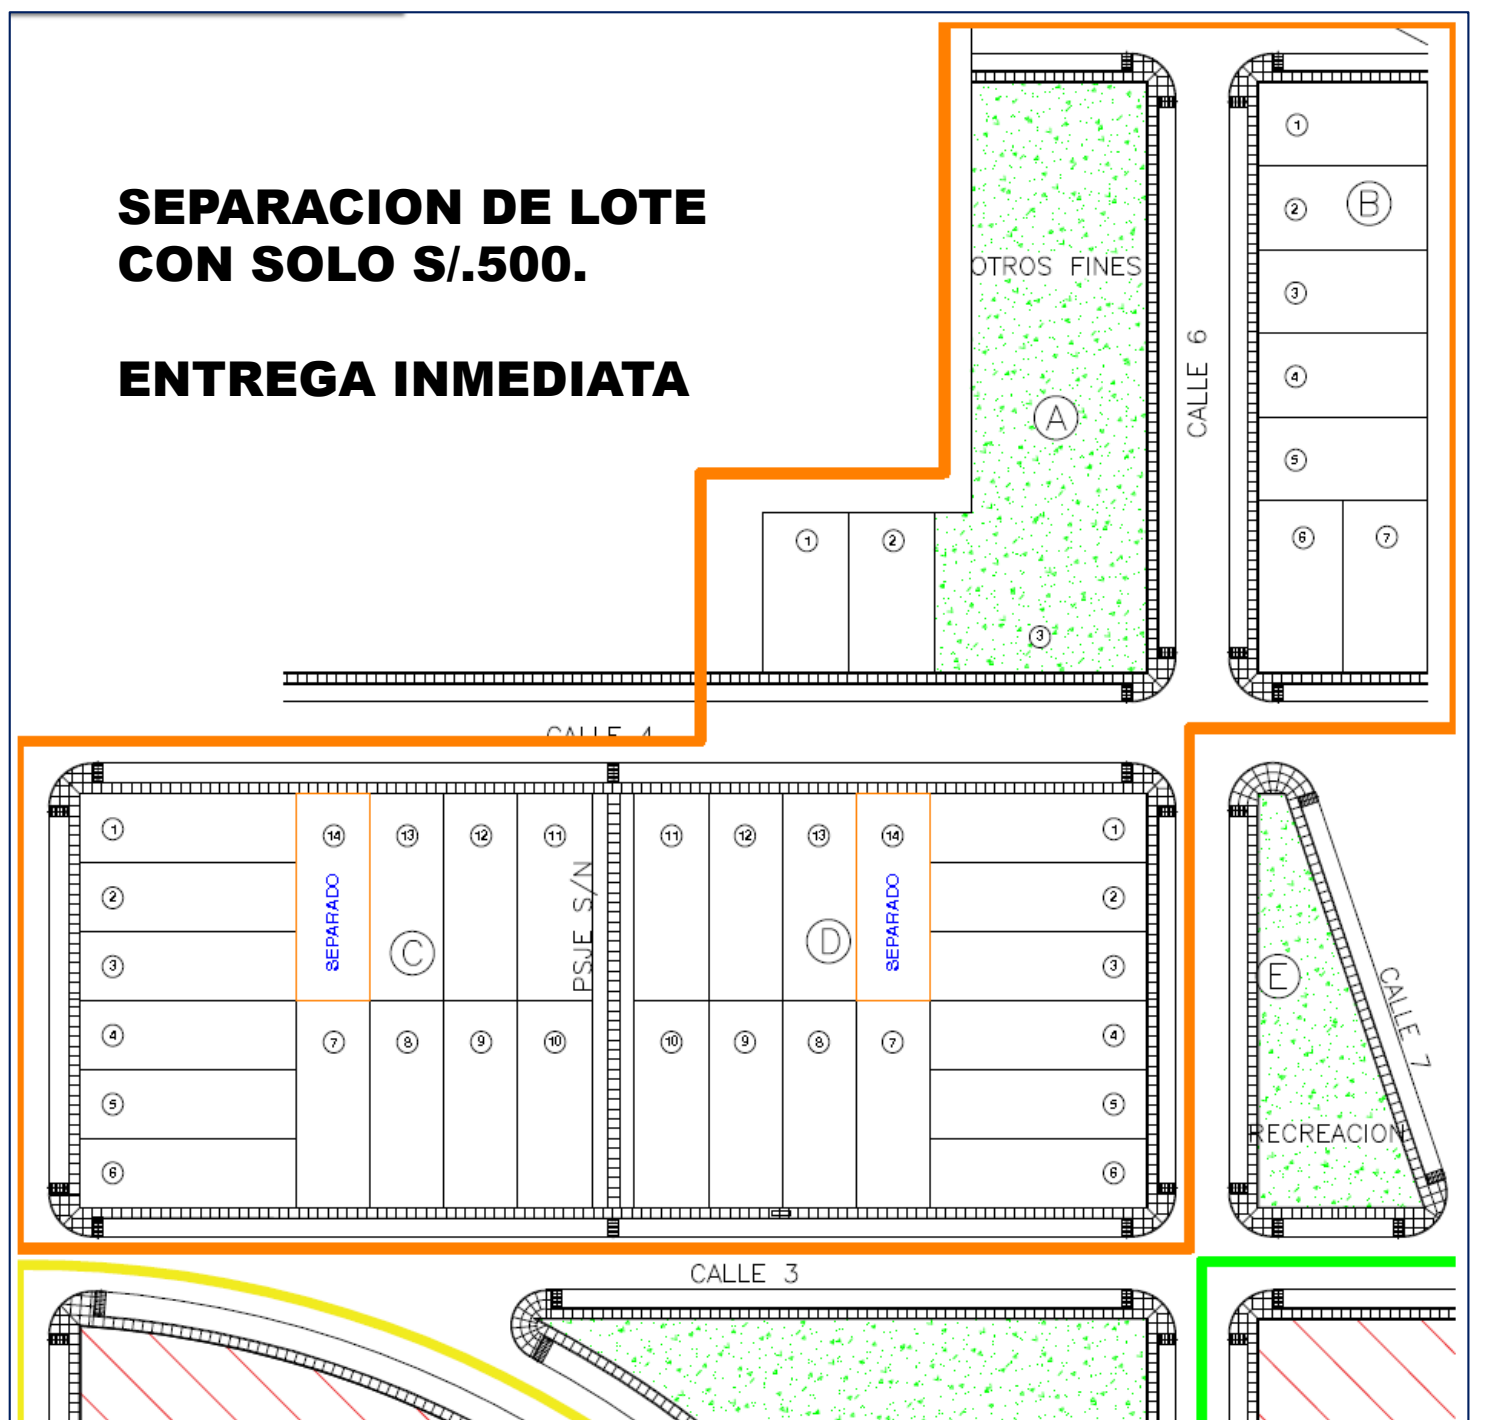 SEPARACION DE LOTE
CON SOLO S/.500.
ENTREGA INMEDIATA
OTROS FINES
A
CALLE 6
1
2
B
3
4
5
6
7
1
2
3
CALLE 4
1
2
3
4
5
6
14
13
12
11
SEPARADO
C
PSJE S/N
7
8
9
10
11
12
13
14
D
SEPARADO
10
9
8
7
1
2
3
4
5
6
E
CALLE 7
RECREACION
CALLE 3